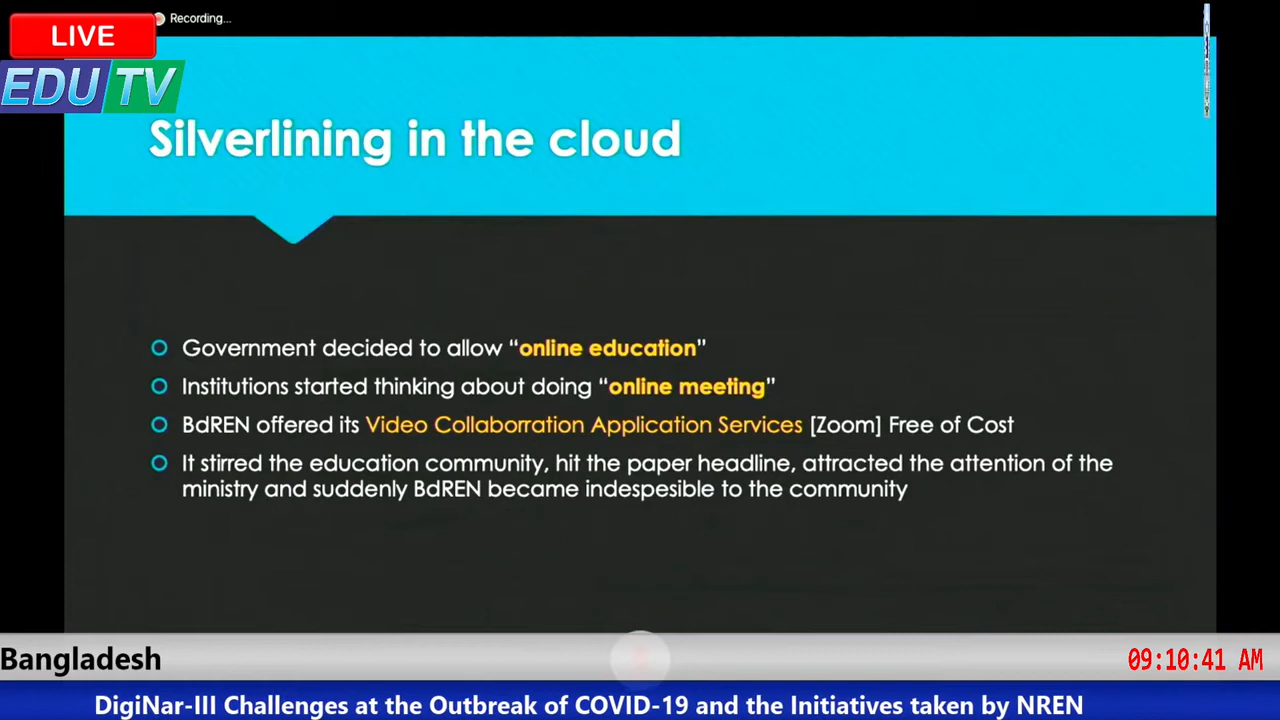 Recording...
LIVE
EDU TV
Silverlining in the cloud
Government decided to allow “online education”
Institutions started thinking about doing “online meeting”
BdREN offered its Video Collaborration Application Services [Zoom] Free of Cost
It stirred the education community, hit the paper headline, attracted the attention of the
ministry and suddenly BdREN became indespesible to the community
Bangladesh
09:10:41 AM
DigiNar-III Challenges at the Outbreak of COVID-19 and the Initiatives taken by NREN